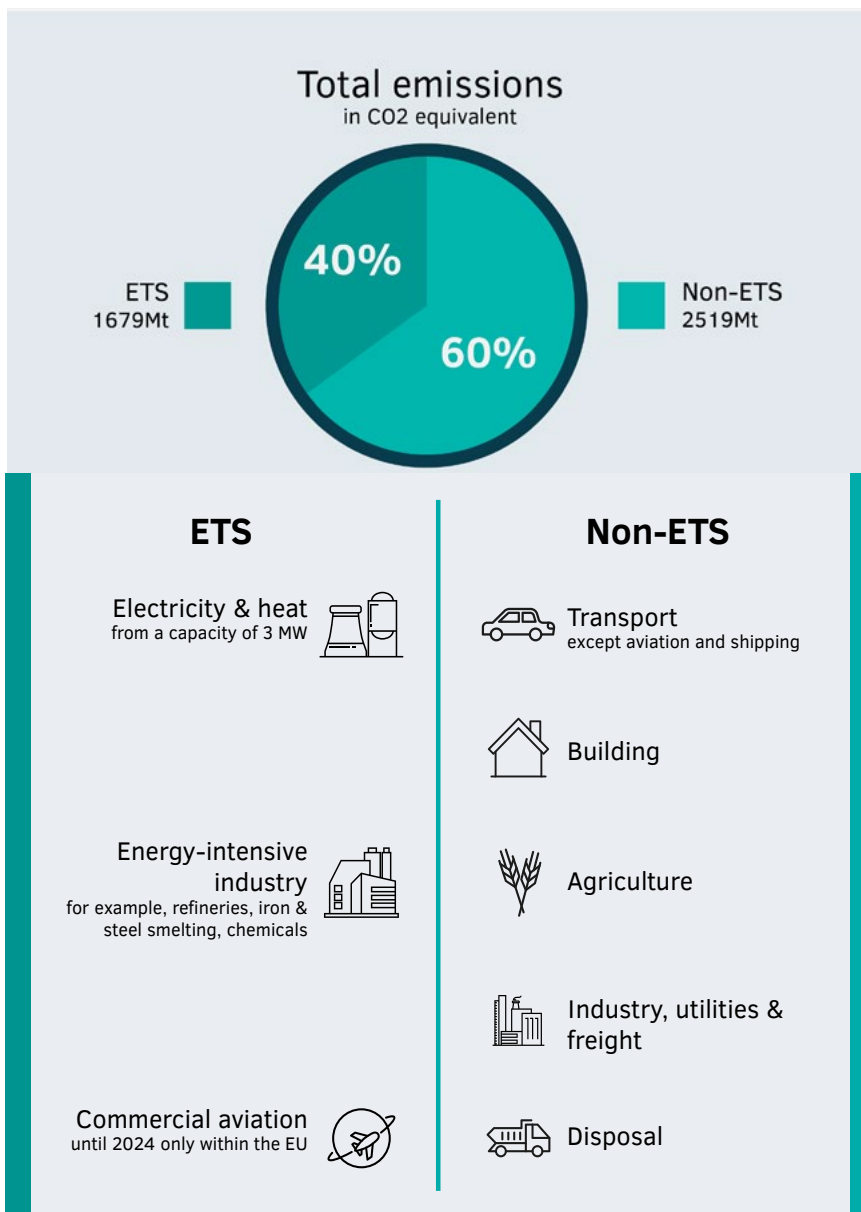 Total emissions
in CO2 equivalent
40%
60%
ETS
1679Mt
Non-ETS
2519Mt
ETS
Electricity & heat
from a capacity of 3 MW
Energy-intensive
industry
for example, refineries, iron &
steel smelting, chemicals
Commercial aviation
until 2024 only within the EU
Non-ETS
Transport
except aviation and shipping
Building
Agriculture
Industry, utilities &
freight
Disposal